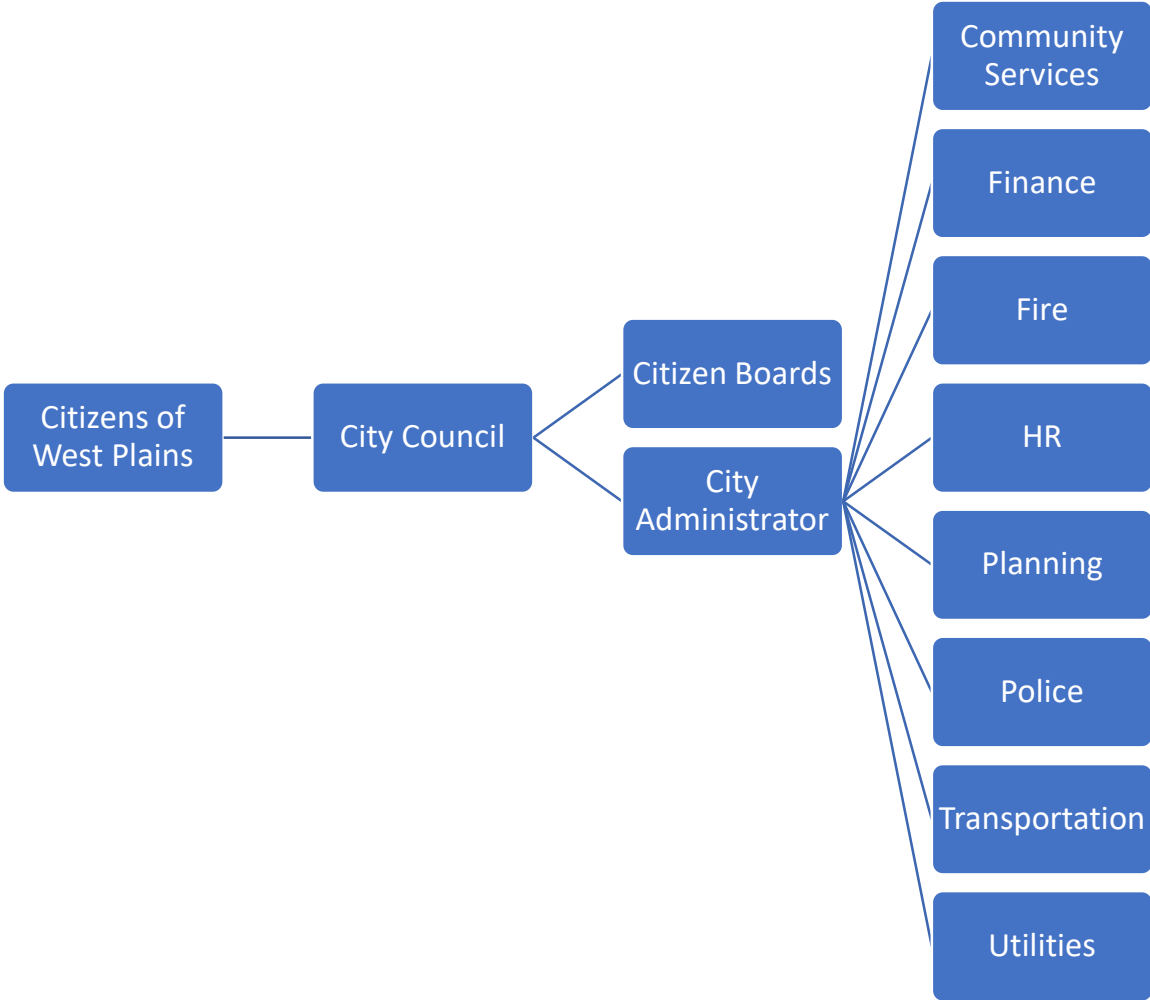 Citizens of
West Plains
City Council
Citizen Boards
City
Administrator
Community
Services
Finance
Fire
HR
Planning
Police
Transportation
Utilities